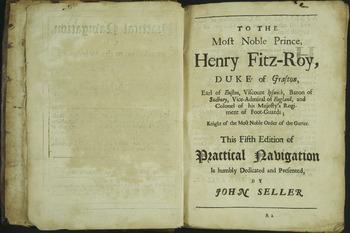 TO THE
Most Noble Prince,
Henry Fitz-Roy,
DUKE of Grafton,
Earl of Euston, Viscount Ipswich, Baron of
Sudbury, Vice-Admiral of England, and
Colonel of his Majesty's Regi-
ment of Foot-Guards;
Knight of the Most Noble Order of the Garter.
This Fifth Edition of
Practical Navigation
Is humbly Dedicated and Presented,
BY
JOHN SELLER